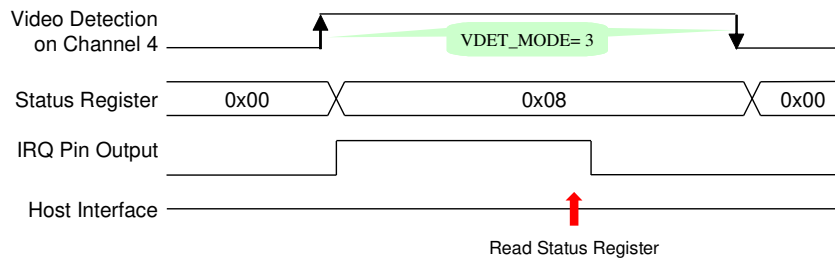 Video Detection
on Channel 4
VDET_MODE= 3
Status Register
0x00
0x08
0x00
IRQ Pin Output
Host Interface
Read Status Register